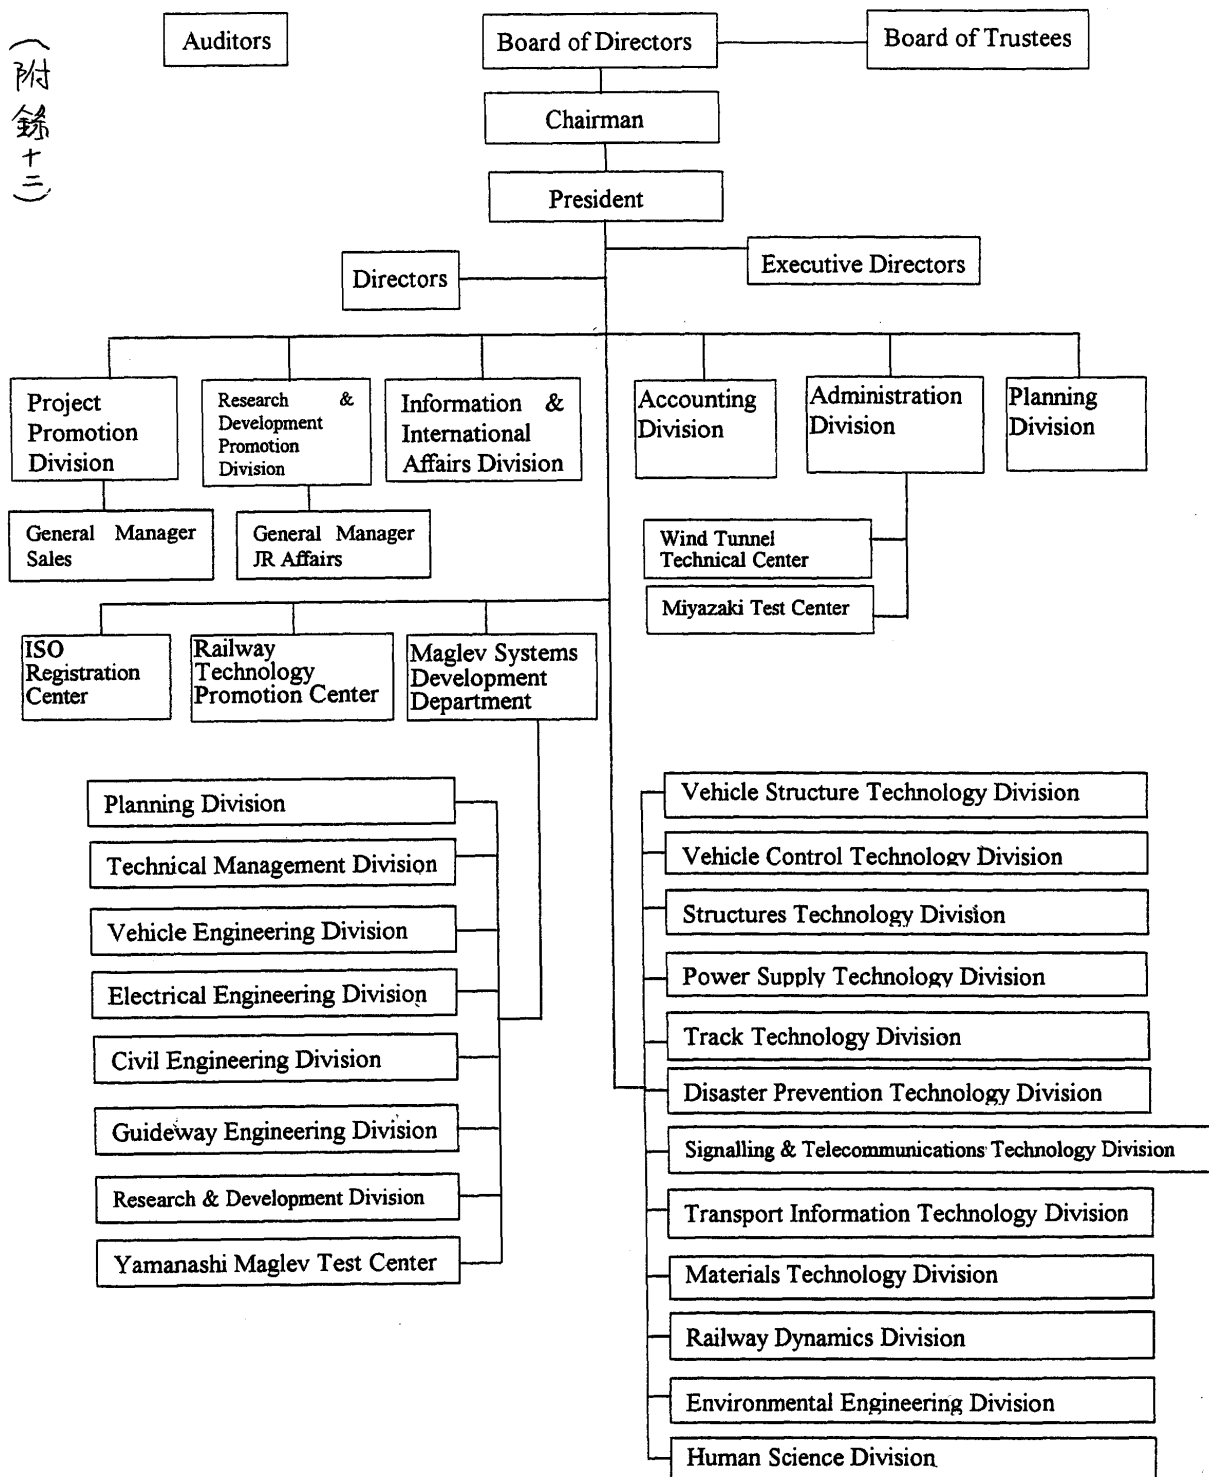 (附錄十二)
Auditors
Board of Directors
Board of Trustees
Chairman
President
Directors
Executive Directors
Project
Promotion
Division
Research &
Development
Promotion
Division
Information &
International
Affairs Division
Accounting
Division
Administration
Division
Planning
Division
General Manager
Sales
General Manager
JR Affairs
Wind Tunnel
Technical Center
Miyazaki Test Center
ISO
Registration
Center
Railway
Technology
Promotion Center
Maglev Systems
Development
Department
Planning Division
Technical Management Division
Vehicle Engineering Division
Electrical Engineering Division
Civil Engineering Division
Guideway Engineering Division
Research & Development Division
Yamanashi Maglev Test Center
Vehicle Structure Technology Division
Vehicle Control Technology Division
Structures Technology Division
Power Supply Technology Division
Track Technology Division
Disaster Prevention Technology Division
Signalling & Telecommunications Technology Division
Transport Information Technology Division
Materials Technology Division
Railway Dynamics Division
Environmental Engineering Division
Human Science Division